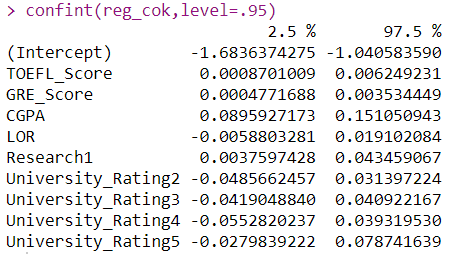 > confint(reg_cok,level=.95)
2.5 % 97.5 %
(Intercept) -1.6836374275 -1.040583590
TOEFL_Score 0.0008701009 0.006249231
GRE_Score 0.0004771688 0.003534449
CGPA 0.0895927173 0.151050943
LOR -0.0058803281 0.019102084
Research1 0.0037597428 0.043459067
University_Rating2 -0.0485662457 0.031397224
University_Rating3 -0.0419048840 0.040922167
University_Rating4 -0.0552820237 0.039319530
University_Rating5 -0.0279839222 0.078741639